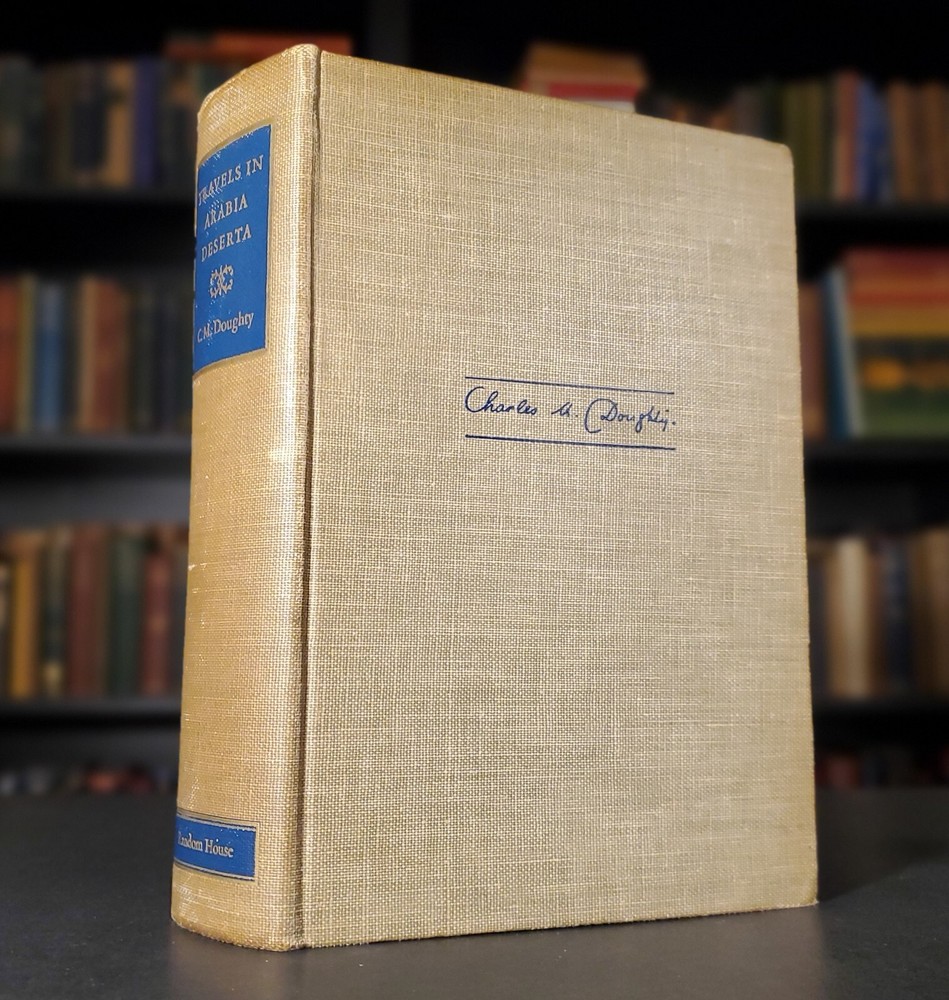 TRAVELS IN
ARABIA
DESERTA
C. M. Doughty
Random House
Charles M. Doughty.